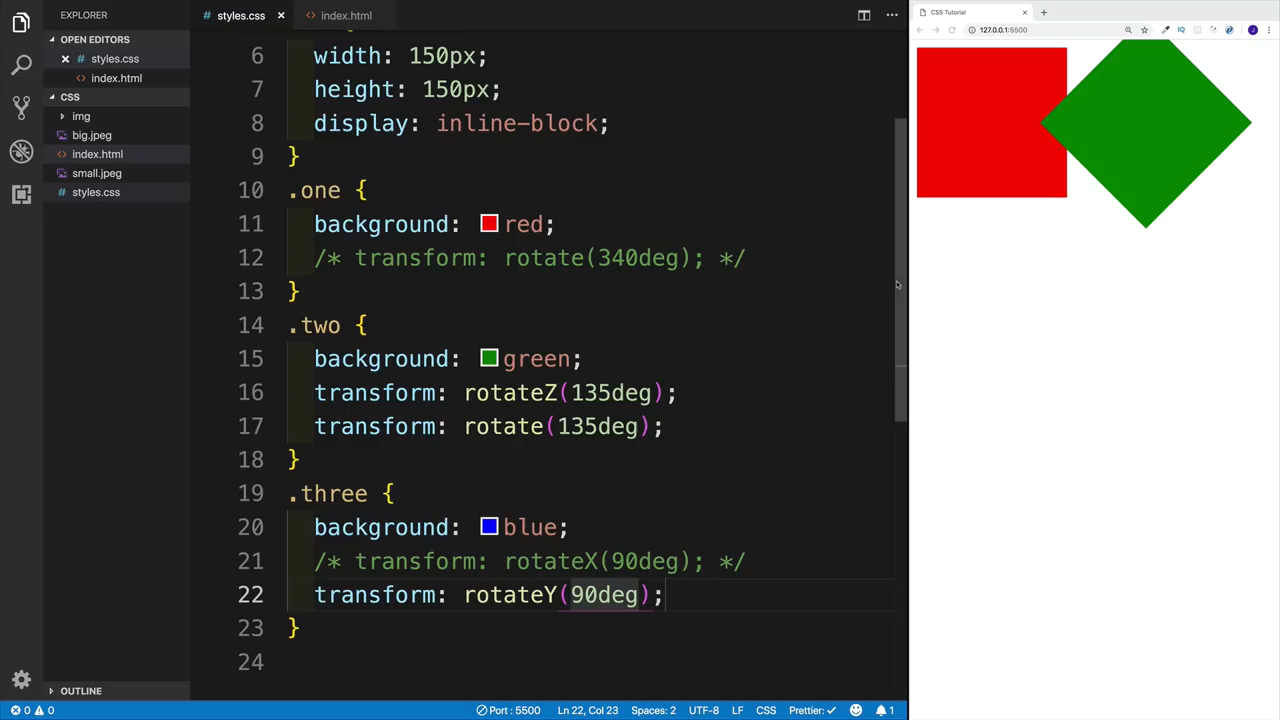 EXPLORER
OPEN EDITORS
styles.css
index.html
CSS
img
big.jpeg
index.html
small.jpeg
styles.css
OUTLINE
styles.css
index.html
6 width: 150px;
7 height: 150px;
8 display: inline-block;
9 }
10 .one {
11 background: red;
12 /* transform: rotate(340deg); */
13 }
14 .two {
15 background: green;
16 transform: rotateZ(135deg);
17 transform: rotate(135deg);
18 }
19 .three {
20 background: blue;
21 /* transform: rotateX(90deg); */
22 transform: rotateY(90deg);
23 }
24
0 0 Port : 5500 Ln 22, Col 23 Spaces: 2 UTF-8 LF CSS Prettier: ✓ 1
CSS Tutorial
127.0.0.1:5500
IQ
J